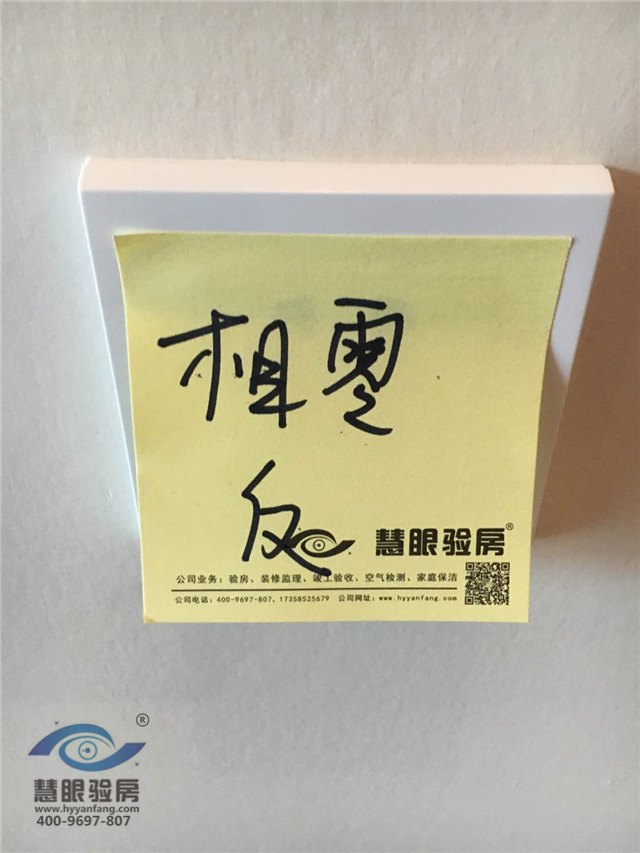 相零
反
慧眼验房®
公司业务：验房、装修监理、竣工验收、空气检测、家庭保洁
公司电话：400-9697-807、17358525679 公司网址：www.hyyanfang.com
®
慧眼验房
www.hyyanfang.com
400-9697-807